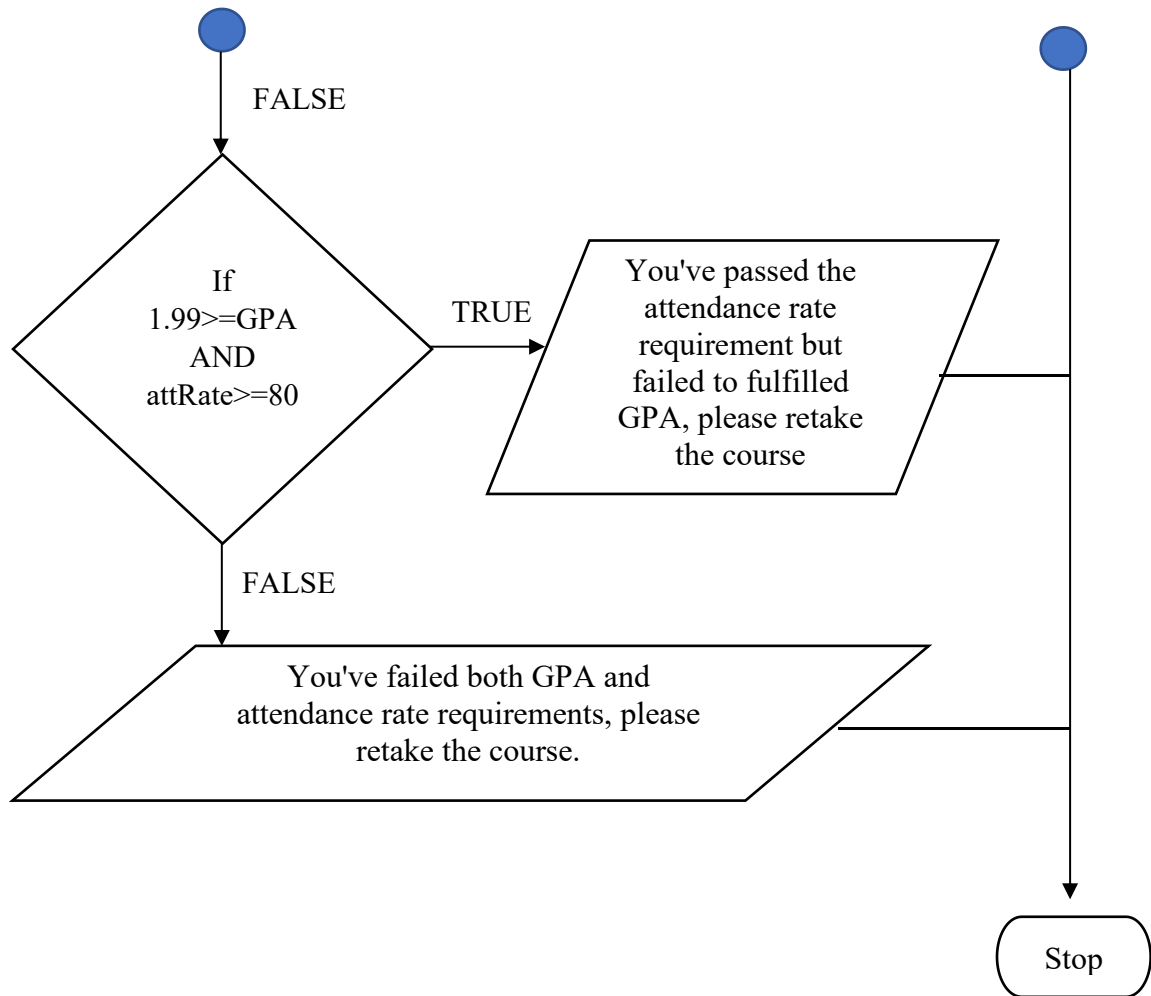 FALSE
If
1.99>=GPA
AND
attRate>=80
TRUE
You've passed the
attendance rate
requirement but
failed to fulfilled
GPA, please retake
the course
FALSE
You've failed both GPA and
attendance rate requirements, please
retake the course.
Stop